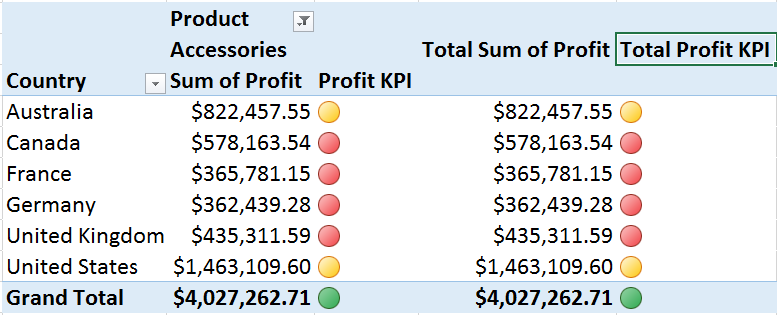 Product
Accessories Total Sum of Profit Total Profit KPI
Country Sum of Profit Profit KPI
Australia $822,457.55 $822,457.55
Canada $578,163.54 $578,163.54
France $365,781.15 $365,781.15
Germany $362,439.28 $362,439.28
United Kingdom $435,311.59 $435,311.59
United States $1,463,109.60 $1,463,109.60
Grand Total $4,027,262.71 $4,027,262.71